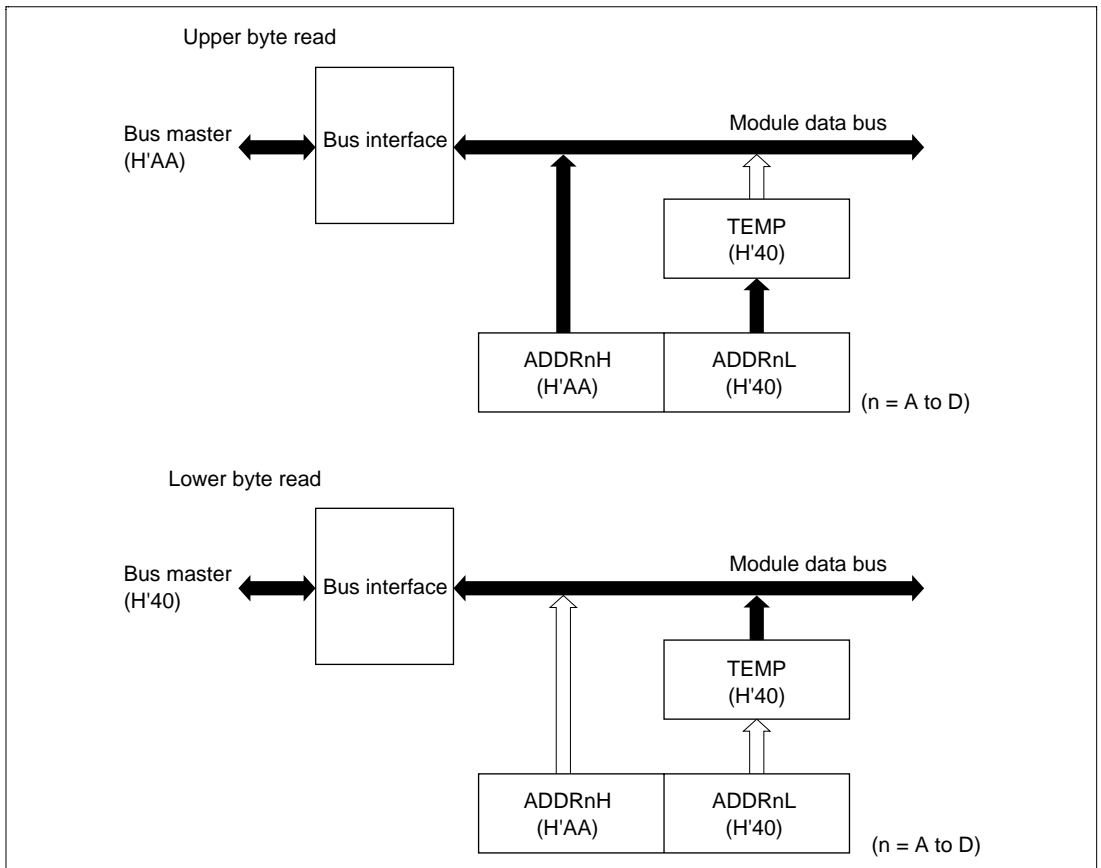 Upper byte read
Bus master
(H'AA)
Bus interface
Module data bus
TEMP
(H'40)
ADDRnH
(H'AA)
ADDRnL
(H'40)
(n = A to D)
Lower byte read
Bus master
(H'40)
Bus interface
Module data bus
TEMP
(H'40)
ADDRnH
(H'AA)
ADDRnL
(H'40)
(n = A to D)